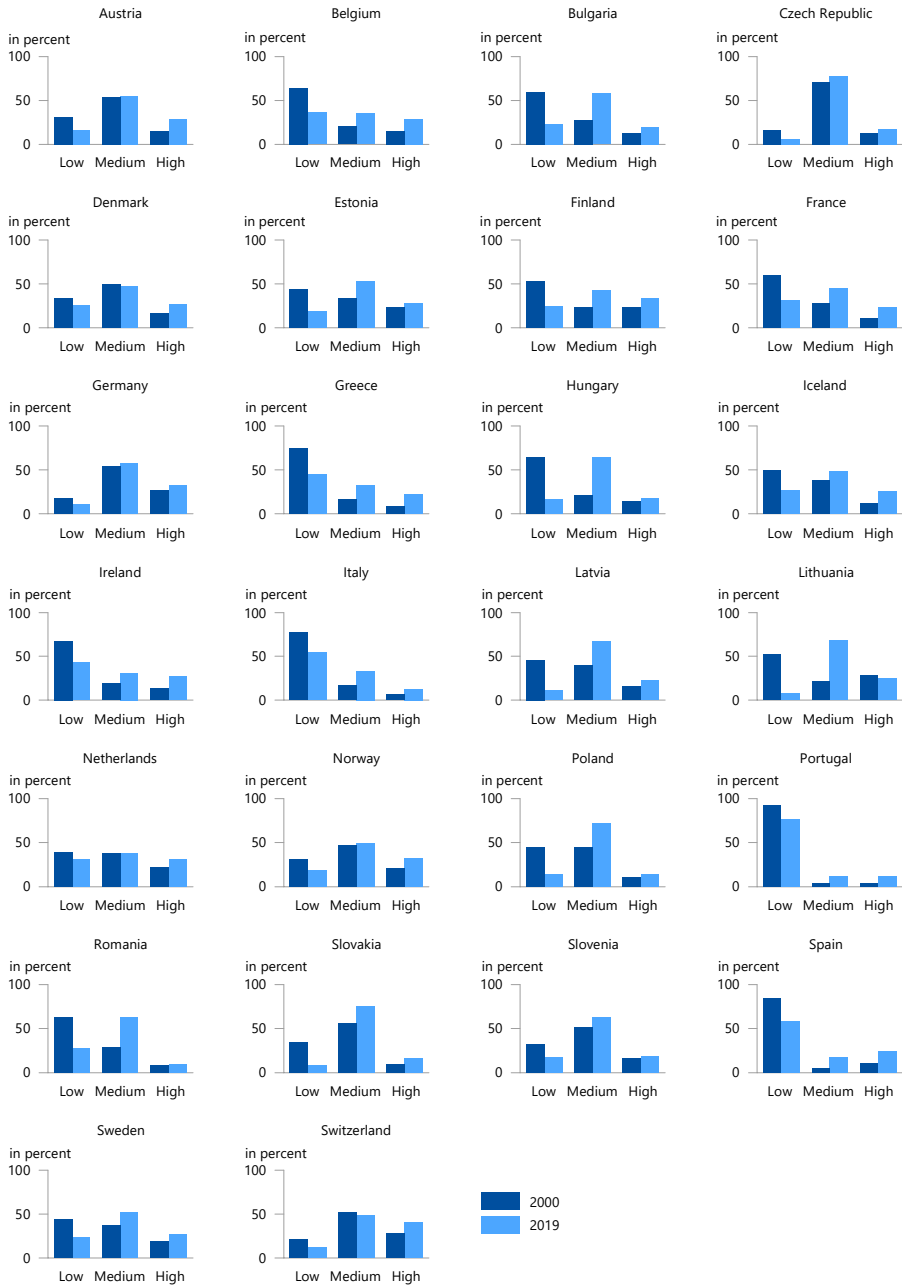 Austria
in percent
100
50
0
Low Medium High
Belgium
in percent
100
50
0
Low Medium High
Bulgaria
in percent
100
50
0
Low Medium High
Czech Republic
in percent
100
50
0
Low Medium High
Denmark
in percent
100
50
0
Low Medium High
Estonia
in percent
100
50
0
Low Medium High
Finland
in percent
100
50
0
Low Medium High
France
in percent
100
50
0
Low Medium High
Germany
in percent
100
50
0
Low Medium High
Greece
in percent
100
50
0
Low Medium High
Hungary
in percent
100
50
0
Low Medium High
Iceland
in percent
100
50
0
Low Medium High
Ireland
in percent
100
50
0
Low Medium High
Italy
in percent
100
50
0
Low Medium High
Latvia
in percent
100
50
0
Low Medium High
Lithuania
in percent
100
50
0
Low Medium High
Netherlands
in percent
100
50
0
Low Medium High
Norway
in percent
100
50
0
Low Medium High
Poland
in percent
100
50
0
Low Medium High
Portugal
in percent
100
50
0
Low Medium High
Romania
in percent
100
50
0
Low Medium High
Slovakia
in percent
100
50
0
Low Medium High
Slovenia
in percent
100
50
0
Low Medium High
Spain
in percent
100
50
0
Low Medium High
Sweden
in percent
100
50
0
Low Medium High
Switzerland
in percent
100
50
0
Low Medium High
2000
2019